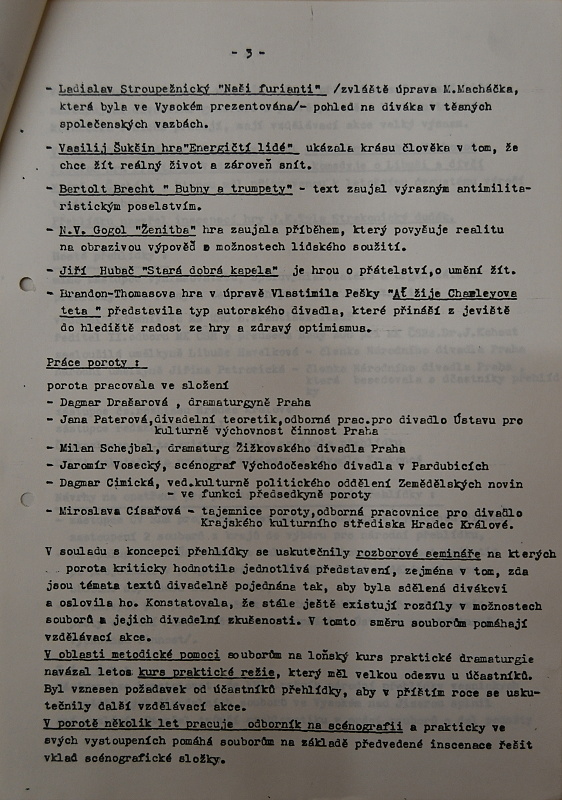 - 3 -
- Ladislav Stroupežnický "Naši furianti" /zvláště úprava M.Macháčka,
která byla ve Vysokém prezentována/- pohled na diváka v těsných
společenských vazbách.
- Vasilij Šukšin hra"Energičtí lidé" ukázala krásu člověka v tom, že
chce žít reálný život a zároveň snít.
- Bertolt Brecht " Bubny a trumpety" - text zaujal výrazným antimilita-
ristickým poselstvím.
- N.V. Gogol "Ženitba" hra zaujala příběhem, který povyšuje realitu
na obrazivou výpověď o možnostech lidského soužití.
- Jiří Hubač "Stará dobrá kapela" je hrou o přátelství,o umění žít.
- Brandon-Thomasova hra v úpravě Vlastimila Pešky "Ať žije Charleyova
teta " představila typ autorského divadla, které přináší z jeviště
do hlediště radost ze hry a zdravý optimismus.
Práce poroty :
porota pracovala ve složení
- Dagmar Dražarová , dramaturgyně Praha
- Jana Paterová,divadelní teoretik,odborná prac.pro divadlo Ústavu pro
kulturně výchovnost činnost Praha
- Milan Schejbal, dramaturg Žižkovského divadla Praha
- Jaromír Vosecký, scénograf Východočeského divadla v Pardubicích
- Dagmar Cimická, ved.kulturně politického oddělení Zemědělských novin
- ve funkci předsedkyně poroty
- Miroslava Císařová - tajemnice poroty,odborná pracovnice pro divadlo
Krajského kulturního střediska Hradec Králové.
V souladu s koncepcí přehlídky se uskutečnily rozborové semináře na kterých
porota kriticky hodnotila jednotlivá představení, zejména v tom, zda
jsou témata textů divadelně pojednána tak, aby byla sdělená divákovi
a oslovila ho. Konstatovala, že stále ještě existují rozdíly v možnostech
souborů a jejich divadelní zkuženosti. V tomto směru souborům pomáhají
vzdělávací akce.
V oblasti metodické pomoci souborům na loňský kurs praktické dramaturgie
navázal letos kurs praktické režie, který měl velkou odezvu u účastníků.
Byl vznesen požadavek od účastníků přehlídky, aby v příštím roce se usku-
tečnily další vzdělávací akce.
V porotě několik let pracuje odborník na scénografii a prakticky ve
svých vystoupeních pomáhá souborům na základě předvedené inscenace řešit
vklad scénografické složky.